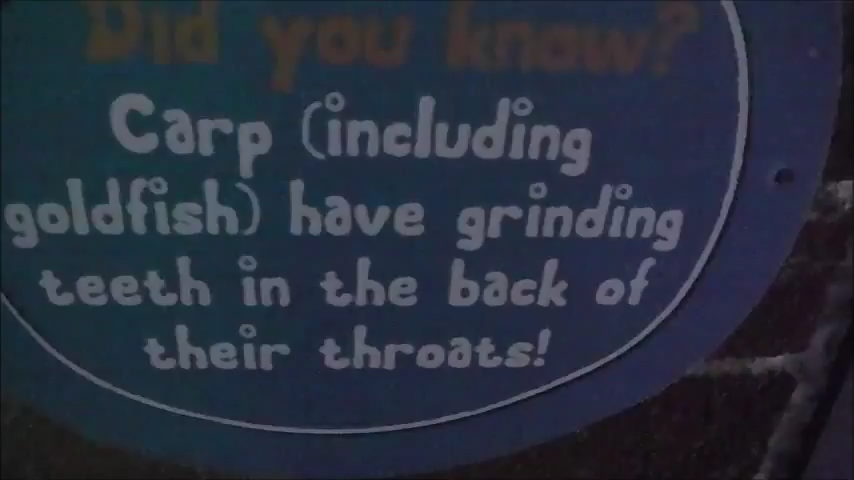 Did you know?
Carp (including
goldfish) have grinding
teeth in the back of
their throats!